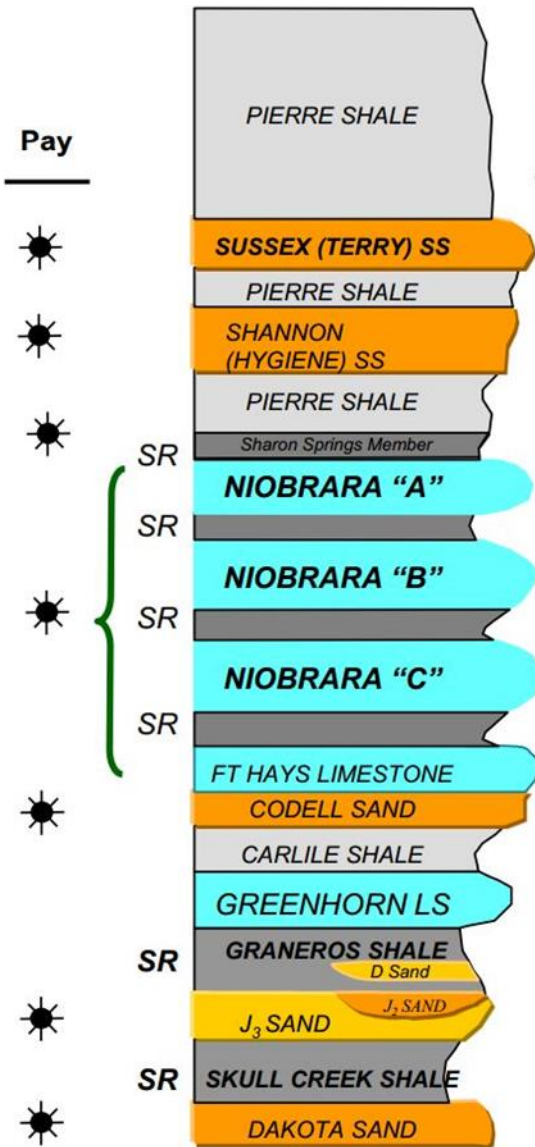 PIERRE SHALE
Pay
SUSSEX (TERRY) SS
PIERRE SHALE
SHANNON
(HYGIENE) SS
PIERRE SHALE
Sharon Springs Member
SR
NIOBRARA “A”
SR
NIOBRARA “B”
SR
NIOBRARA “C”
SR
FT HAYS LIMESTONE
CODELL SAND
CARLILE SHALE
GREENHORN LS
GRANEROS SHALE
SR
D Sand
J₂ SAND
J₃ SAND
SR SKULL CREEK SHALE
DAKOTA SAND